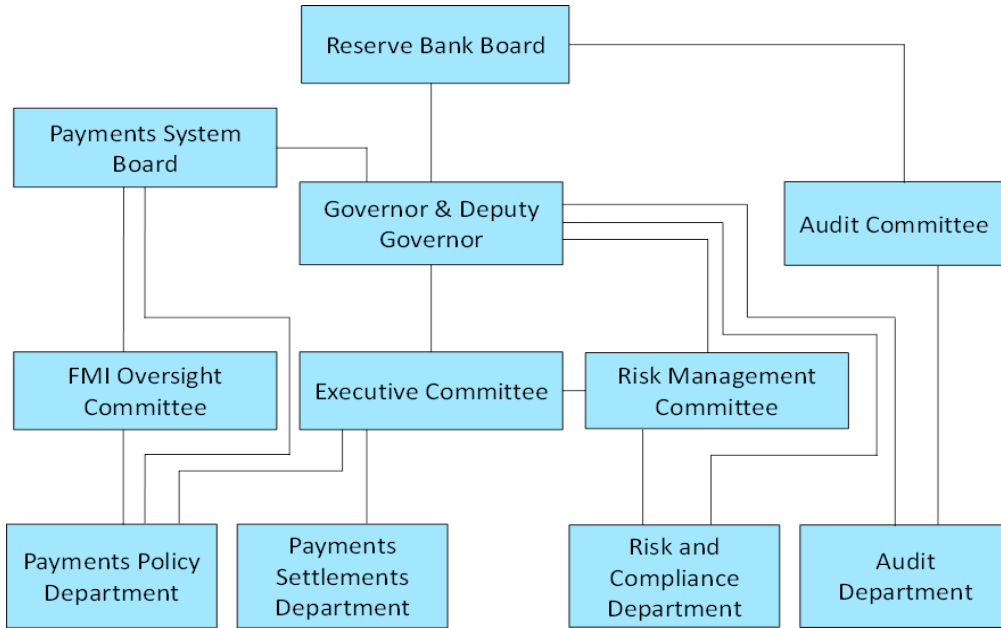 Reserve Bank Board
Payments System
Board
Governor & Deputy
Governor
Audit Committee
FMI Oversight
Committee
Executive Committee
Risk Management
Committee
Payments Policy
Department
Payments
Settlements
Department
Risk and
Compliance
Department
Audit
Department